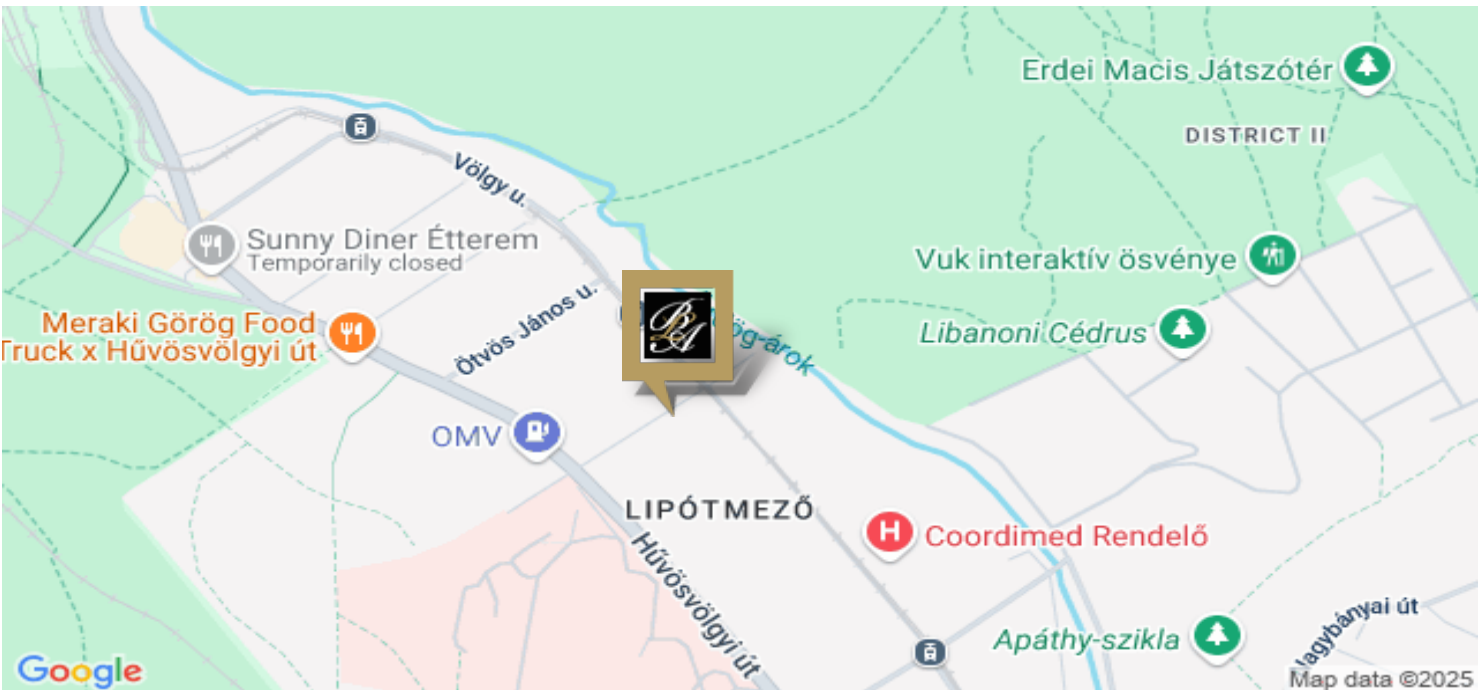 Erdei Macis Játszótér
DISTRICT II
Völgy u.
Sunny Diner Étterem
Temporarily closed
Vuk interaktív ösvénye
Ötvös János u.
Meraki Görög Food
Truck x Hűvösvölgyi út
Libanoni Cédrus
OMV
LIPÓTMEZŐ
H
Coordimed Rendelő
Hűvösvölgyi út
Apáthy-szikla
Google
Map data ©2025